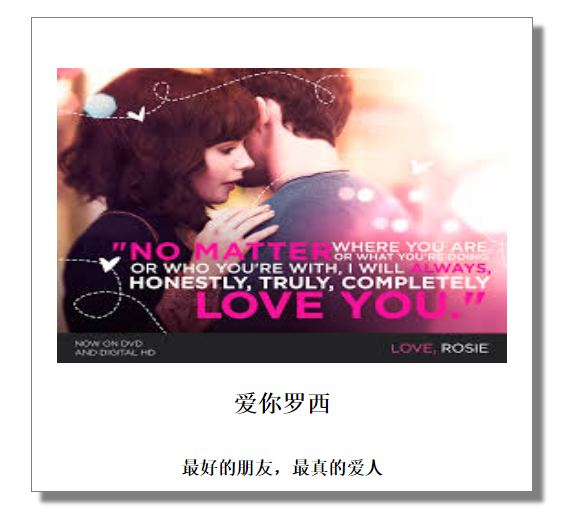 "NO MATTER WHERE YOU ARE
OR WHAT YOU'RE DOING
OR WHO YOU'RE WITH, I WILL ALWAYS,
HONESTLY, TRULY, COMPLETELY
LOVE YOU."
NOW ON DVD
AND DIGITAL HD
LOVE, ROSIE
爱你罗西
最好的朋友，最真的爱人